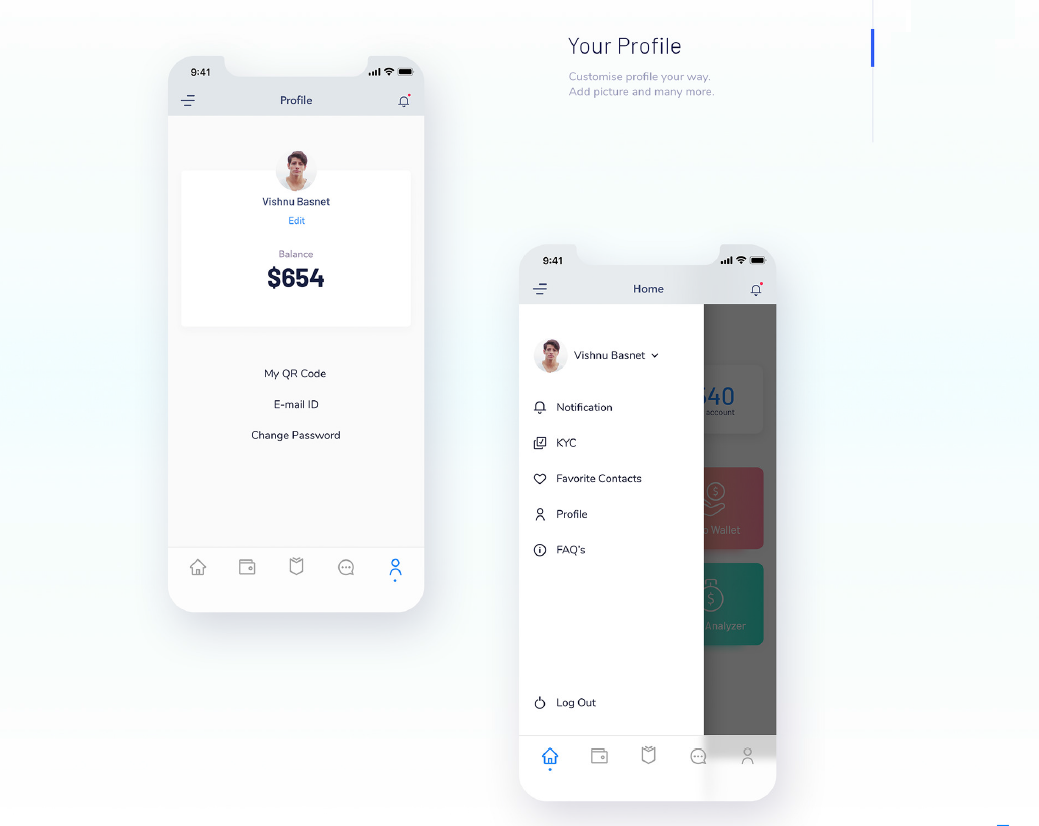 Your Profile
Customise profile your way.
Add picture and many more.
9:41
Profile
Vishnu Basnet
Edit
Balance
$654
My QR Code
E-mail ID
Change Password
9:41
Home
Vishnu Basnet
Notification
KYC
Favorite Contacts
Profile
FAQ's
Log Out
40
account
Wallet
Analyzer